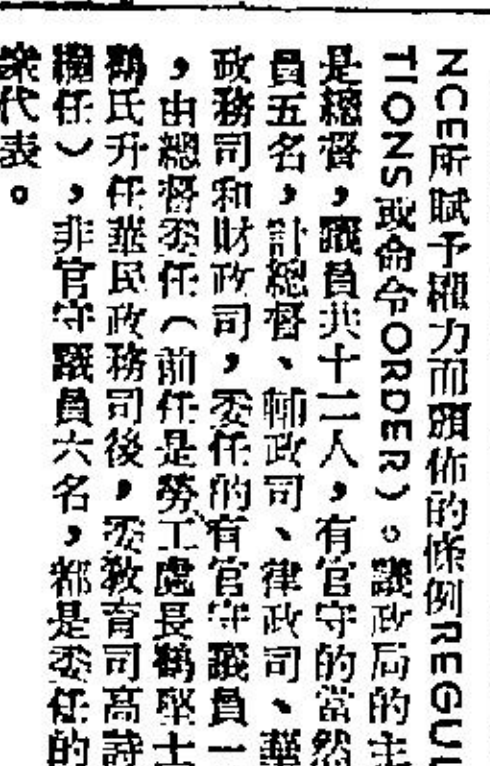 NCE所賦予權力而頒佈的條例REGUL
TIONS或命令ORDER)。議政局的主
是總督,議員共十二人,有官守的當然
員五名,計總督、輔政司、律政司、華
政務司和財政司,委任的有官守議員一
,由總督委任(前任是勞工處長鶴堅士
鶴氏升任華民政務司後,委敎育司高詩
欄任),非官守議員六名,都是委任的
衆代表。